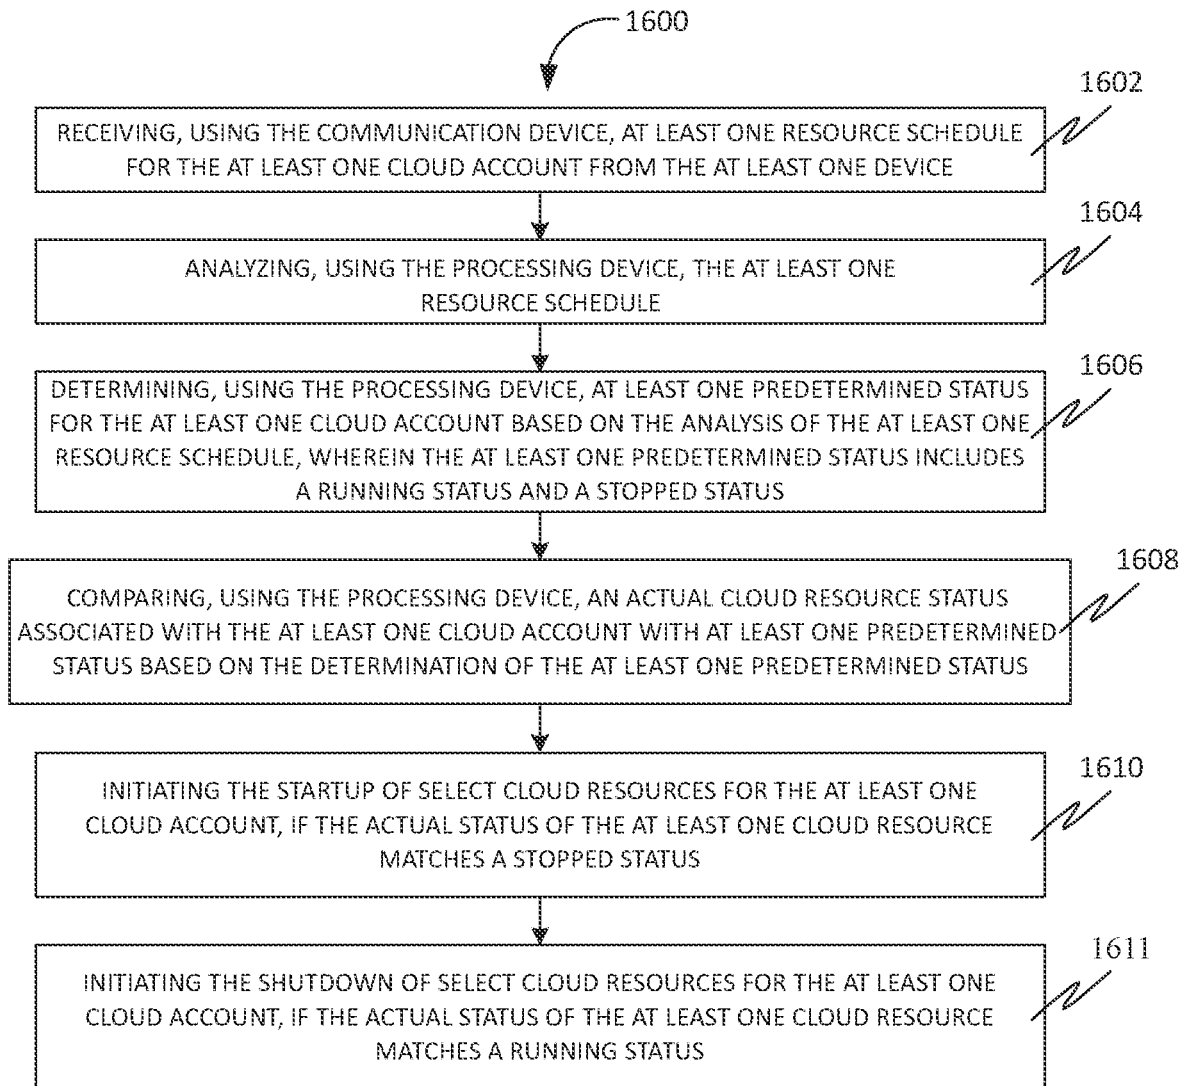 1600
1602
RECEIVING, USING THE COMMUNICATION DEVICE, AT LEAST ONE RESOURCE SCHEDULE
FOR THE AT LEAST ONE CLOUD ACCOUNT FROM THE AT LEAST ONE DEVICE
1604
ANALYZING, USING THE PROCESSING DEVICE, THE AT LEAST ONE
RESOURCE SCHEDULE
1606
DETERMINING, USING THE PROCESSING DEVICE, AT LEAST ONE PREDETERMINED STATUS
FOR THE AT LEAST ONE CLOUD ACCOUNT BASED ON THE ANALYSIS OF THE AT LEAST ONE
RESOURCE SCHEDULE, WHEREIN THE AT LEAST ONE PREDETERMINED STATUS INCLUDES
A RUNNING STATUS AND A STOPPED STATUS
1608
COMPARING, USING THE PROCESSING DEVICE, AN ACTUAL CLOUD RESOURCE STATUS
ASSOCIATED WITH THE AT LEAST ONE CLOUD ACCOUNT WITH AT LEAST ONE PREDETERMINED
STATUS BASED ON THE DETERMINATION OF THE AT LEAST ONE PREDETERMINED STATUS
1610
INITIATING THE STARTUP OF SELECT CLOUD RESOURCES FOR THE AT LEAST ONE
CLOUD ACCOUNT, IF THE ACTUAL STATUS OF THE AT LEAST ONE CLOUD RESOURCE
MATCHES A STOPPED STATUS
1611
INITIATING THE SHUTDOWN OF SELECT CLOUD RESOURCES FOR THE AT LEAST ONE
CLOUD ACCOUNT, IF THE ACTUAL STATUS OF THE AT LEAST ONE CLOUD RESOURCE
MATCHES A RUNNING STATUS